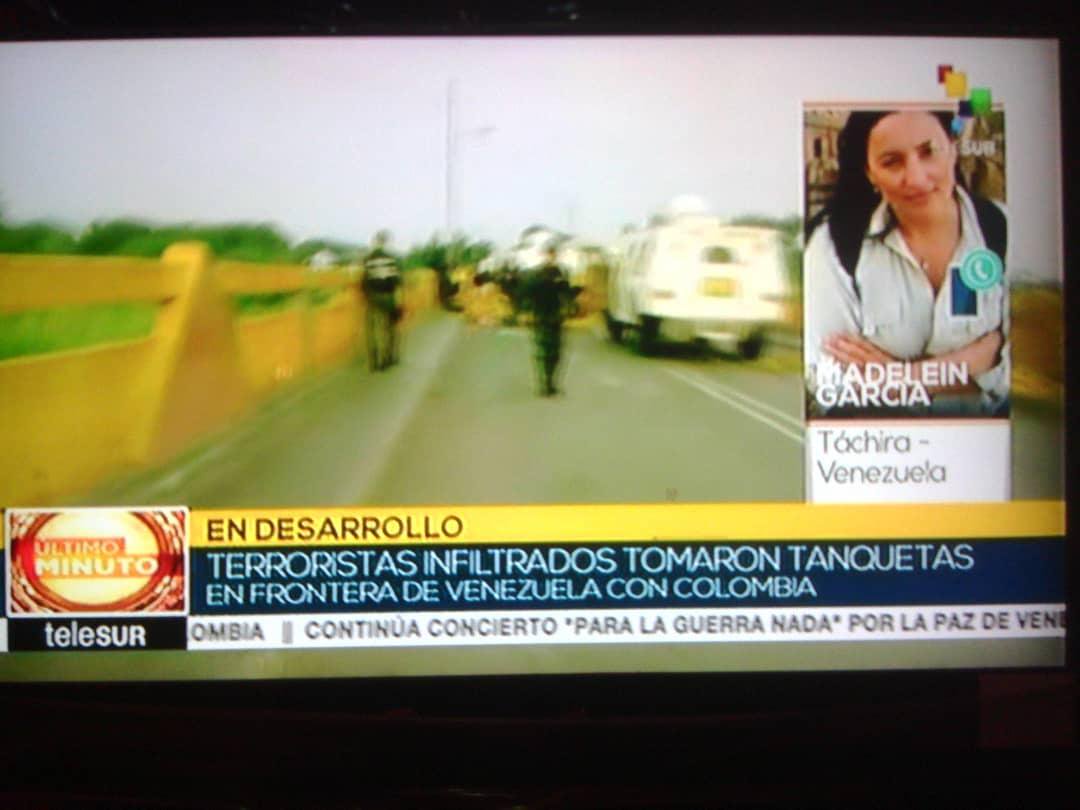 SUR
MADELEIN
GARCIA
Táchira -
Venezuela
EN DESARROLLO
ÚLTIMO
MINUTO
TERRORISTAS INFILTRADOS TOMARON TANQUETAS
EN FRONTERA DE VENEZUELA CON COLOMBIA
teleSUR
OMBIA || CONTINÚA CONCIERTO "PARA LA GUERRA NADA" POR LA PAZ DE VENE